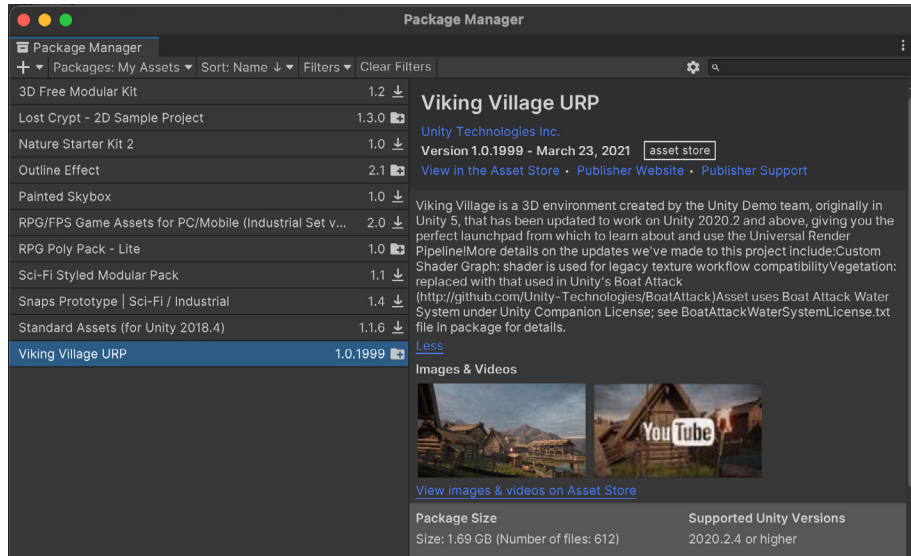 Package Manager
Package Manager
+ Packages: My Assets Sort: Name ↓ Filters Clear Filters
3D Free Modular Kit 1.2
Lost Crypt - 2D Sample Project 1.3.0
Nature Starter Kit 2 1.0
Outline Effect 2.1
Painted Skybox 1.0
RPG/FPS Game Assets for PC/Mobile (Industrial Set v... 2.0
RPG Poly Pack - Lite 1.0
Sci-Fi Styled Modular Pack 1.1
Snaps Prototype | Sci-Fi / Industrial 1.4
Standard Assets (for Unity 2018.4) 1.1.6
Viking Village URP 1.0.1999
Viking Village URP
Unity Technologies Inc.
Version 1.0.1999 - March 23, 2021 asset store
View in the Asset Store • Publisher Website • Publisher Support
Viking Village is a 3D environment created by the Unity Demo team, originally in
Unity 5, that has been updated to work on Unity 2020.2 and above, giving you the
perfect launchpad from which to learn about and use the Universal Render
Pipeline!More details on the updates we've made to this project include:Custom
Shader Graph: shader is used for legacy texture workflow compatibilityVegetation:
replaced with that used in Unity's Boat Attack
(http://github.com/Unity-Technologies/BoatAttack)Asset uses Boat Attack Water
System under Unity Companion License; see BoatAttackWaterSystemLicense.txt
file in package for details.
Less
Images & Videos
YouTube
View images & videos on Asset Store
Package Size Supported Unity Versions
Size: 1.69 GB (Number of files: 612) 2020.2.4 or higher